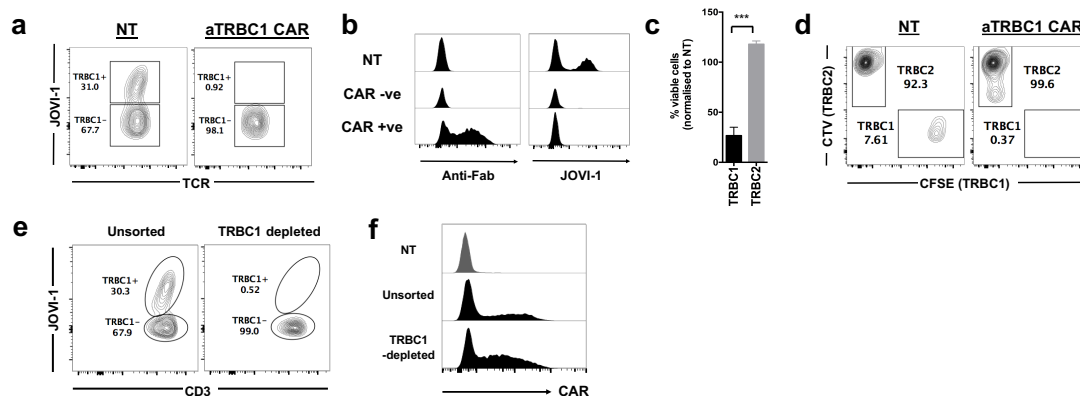 a
NT
aTRBC1 CAR
JOVI-1
TRBC1+
31.0
TRBC1-
67.7
TRBC1+
0.92
TRBC1-
98.1
TCR
b
NT
CAR -ve
CAR +ve
Anti-Fab
JOVI-1
c
% viable cells
(normalised to NT)
150
100
50
0
***
TRBC1
TRBC2
d
NT
aTRBC1 CAR
CTV (TRBC2)
TRBC2
92.3
TRBC1
7.61
TRBC2
99.6
TRBC1
0.37
CFSE (TRBC1)
e
Unsorted
TRBC1 depleted
JOVI-1
TRBC1+
30.3
TRBC1-
67.9
TRBC1+
0.52
TRBC1-
99.0
CD3
f
NT
Unsorted
TRBC1
-depleted
CAR